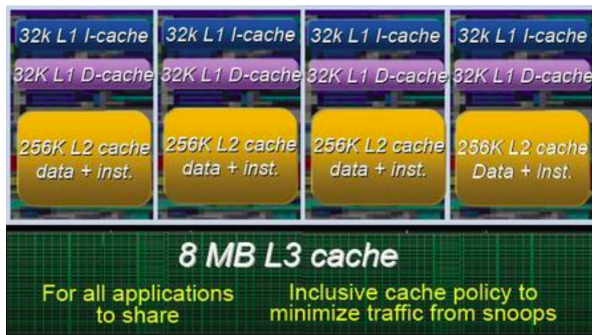 32k L1 I-cache
32k L1 I-cache
32k L1 I-cache
32k L1 I-cache
32K L1 D-cache
32K L1 D-cache
32K L1 D-cache
32K L1 D-cache
256K L2 cache
data + inst.
256K L2 cache
data + inst.
256K L2 cache
data + inst.
256K L2 cache
Data + inst.
8 MB L3 cache
For all applications
to share
Inclusive cache policy to
minimize traffic from snoops